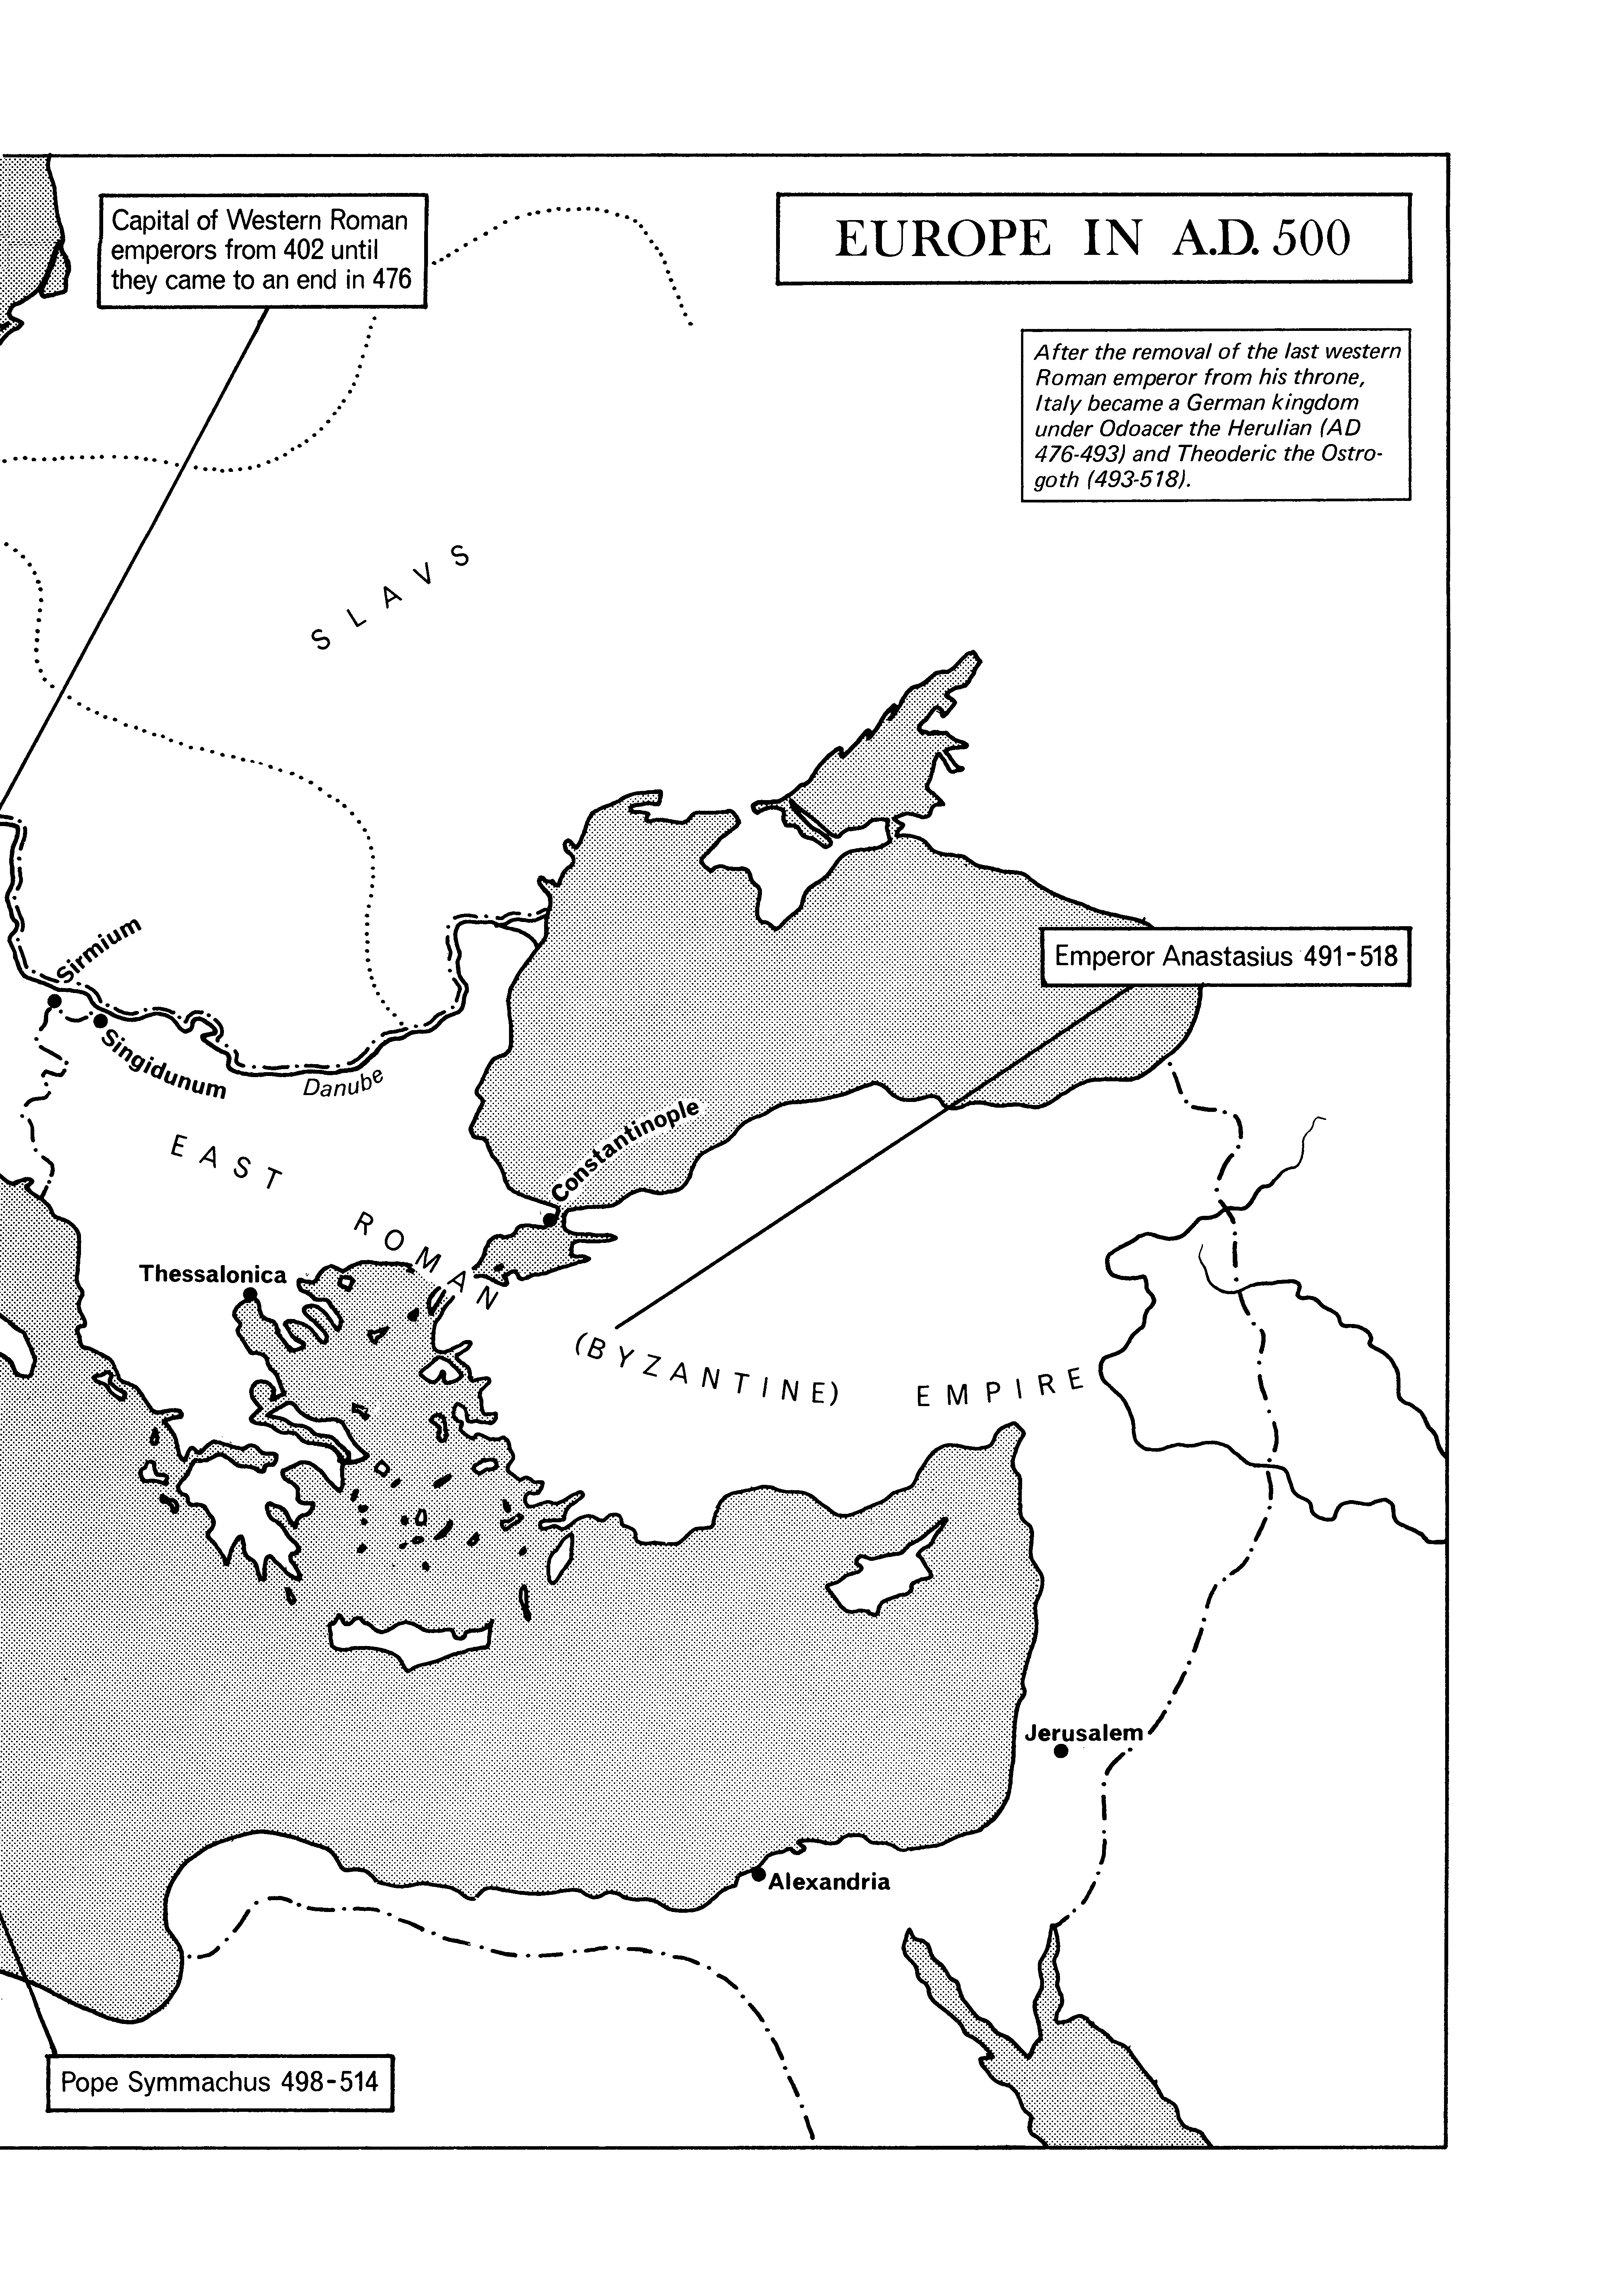 Capital of Western Roman
emperors from 402 until
they came to an end in 476
EUROPE IN A.D. 500
After the removal of the last western
Roman emperor from his throne,
Italy became a German kingdom
under Odoacer the Herulian (AD
476-493) and Theoderic the Ostro-
goth (493-518).
SLAVS
Emperor Anastasius 491-518
Sirmium
Singidunum
Danube
Constantinople
EAST
ROMAN
Thessalonica
(BYZANTINE) EMPIRE
Jerusalem
Alexandria
Pope Symmachus 498-514